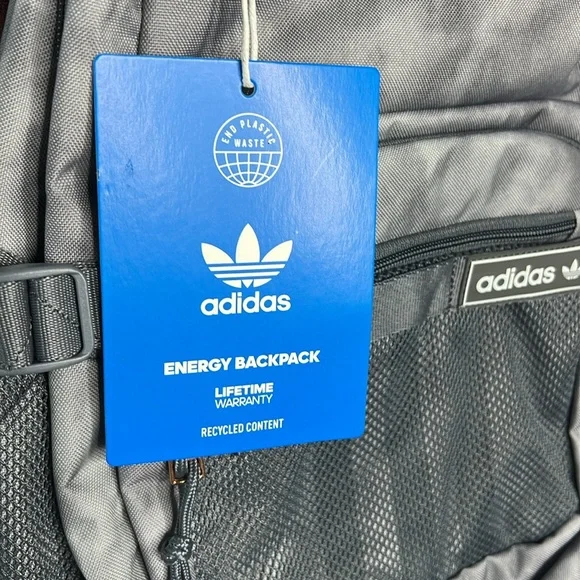 END PLASTIC
WASTE
adidas
ENERGY BACKPACK
LIFETIME
WARRANTY
RECYCLED CONTENT
adidas